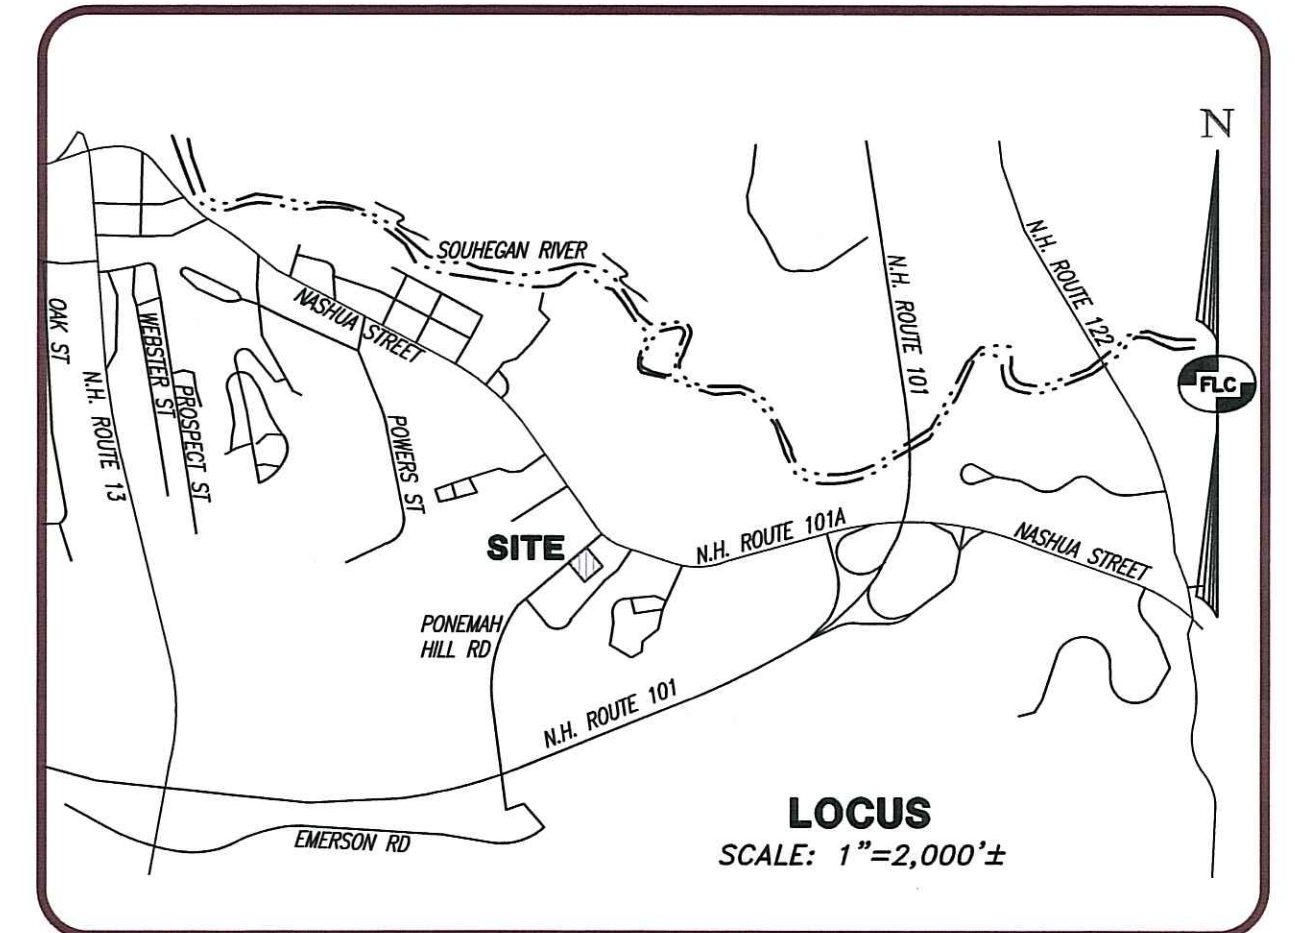 N
SOUHEGAN RIVER
N.H. ROUTE 122
N.H. ROUTE 101
NASHUA STREET
OAK ST
WEBSTER ST
N.H. ROUTE 13
PROSPECT ST
FLC
POWERS ST
SITE
N.H. ROUTE 101A
NASHUA STREET
PONEMAH
HILL RD
N.H. ROUTE 101
EMERSON RD
LOCUS
SCALE: 1"=2,000'±